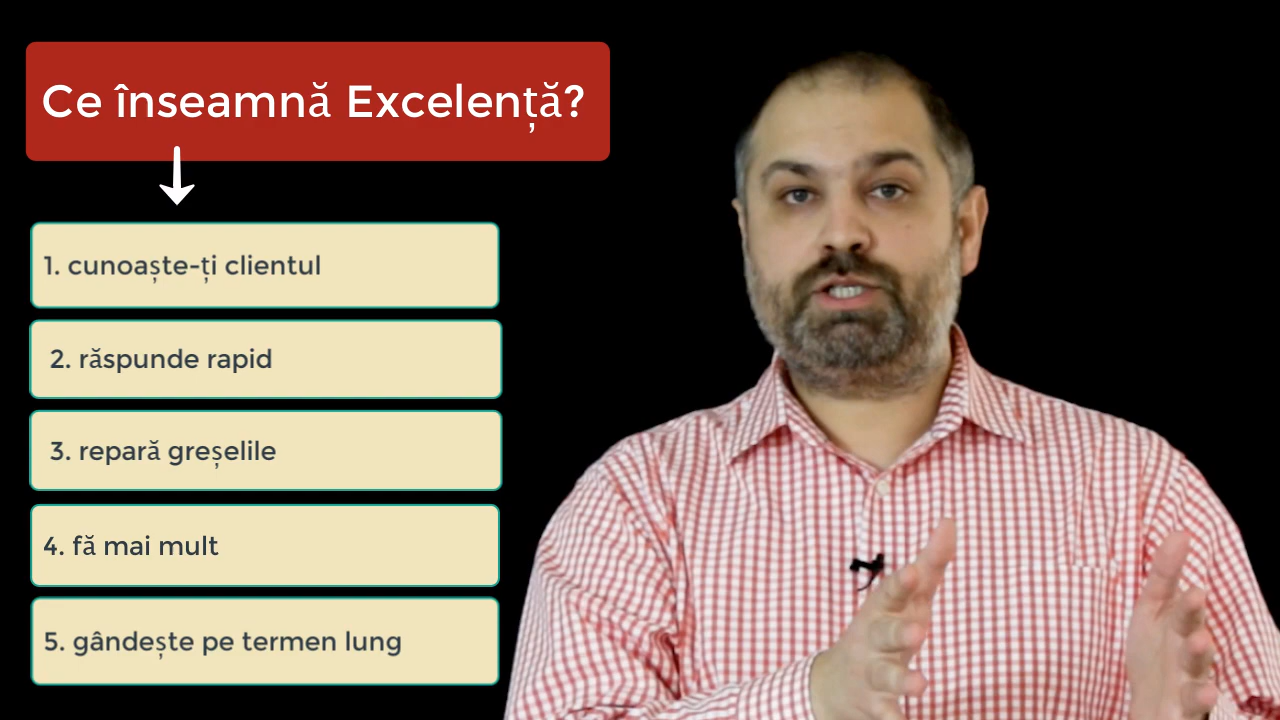 Ce înseamnă Excelență?
1. cunoaște-ți clientul
2. răspunde rapid
3. repară greșelile
4. fă mai mult
5. gândește pe termen lung